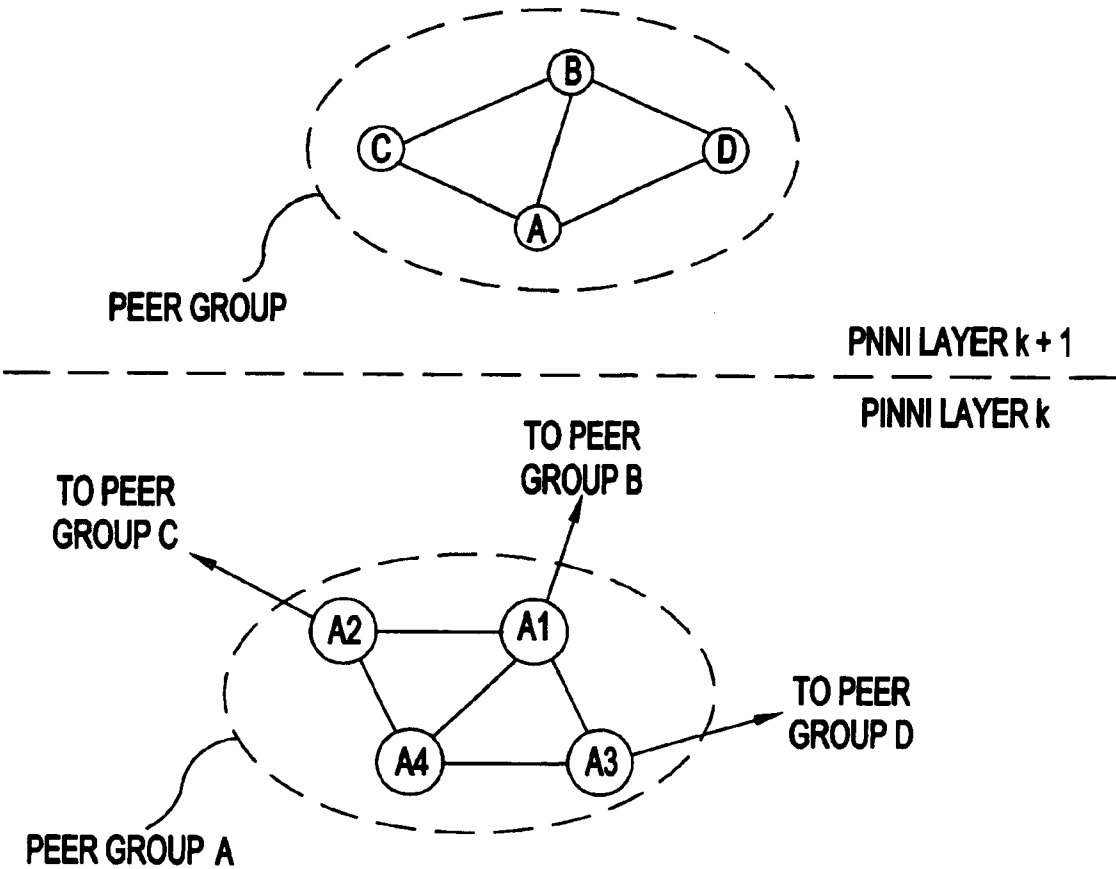 B
C
D
A
PEER GROUP
PNNI LAYER k + 1
PINNI LAYER k
TO PEER
GROUP B
TO PEER
GROUP C
A2
A1
TO PEER
GROUP D
A4
A3
PEER GROUP A